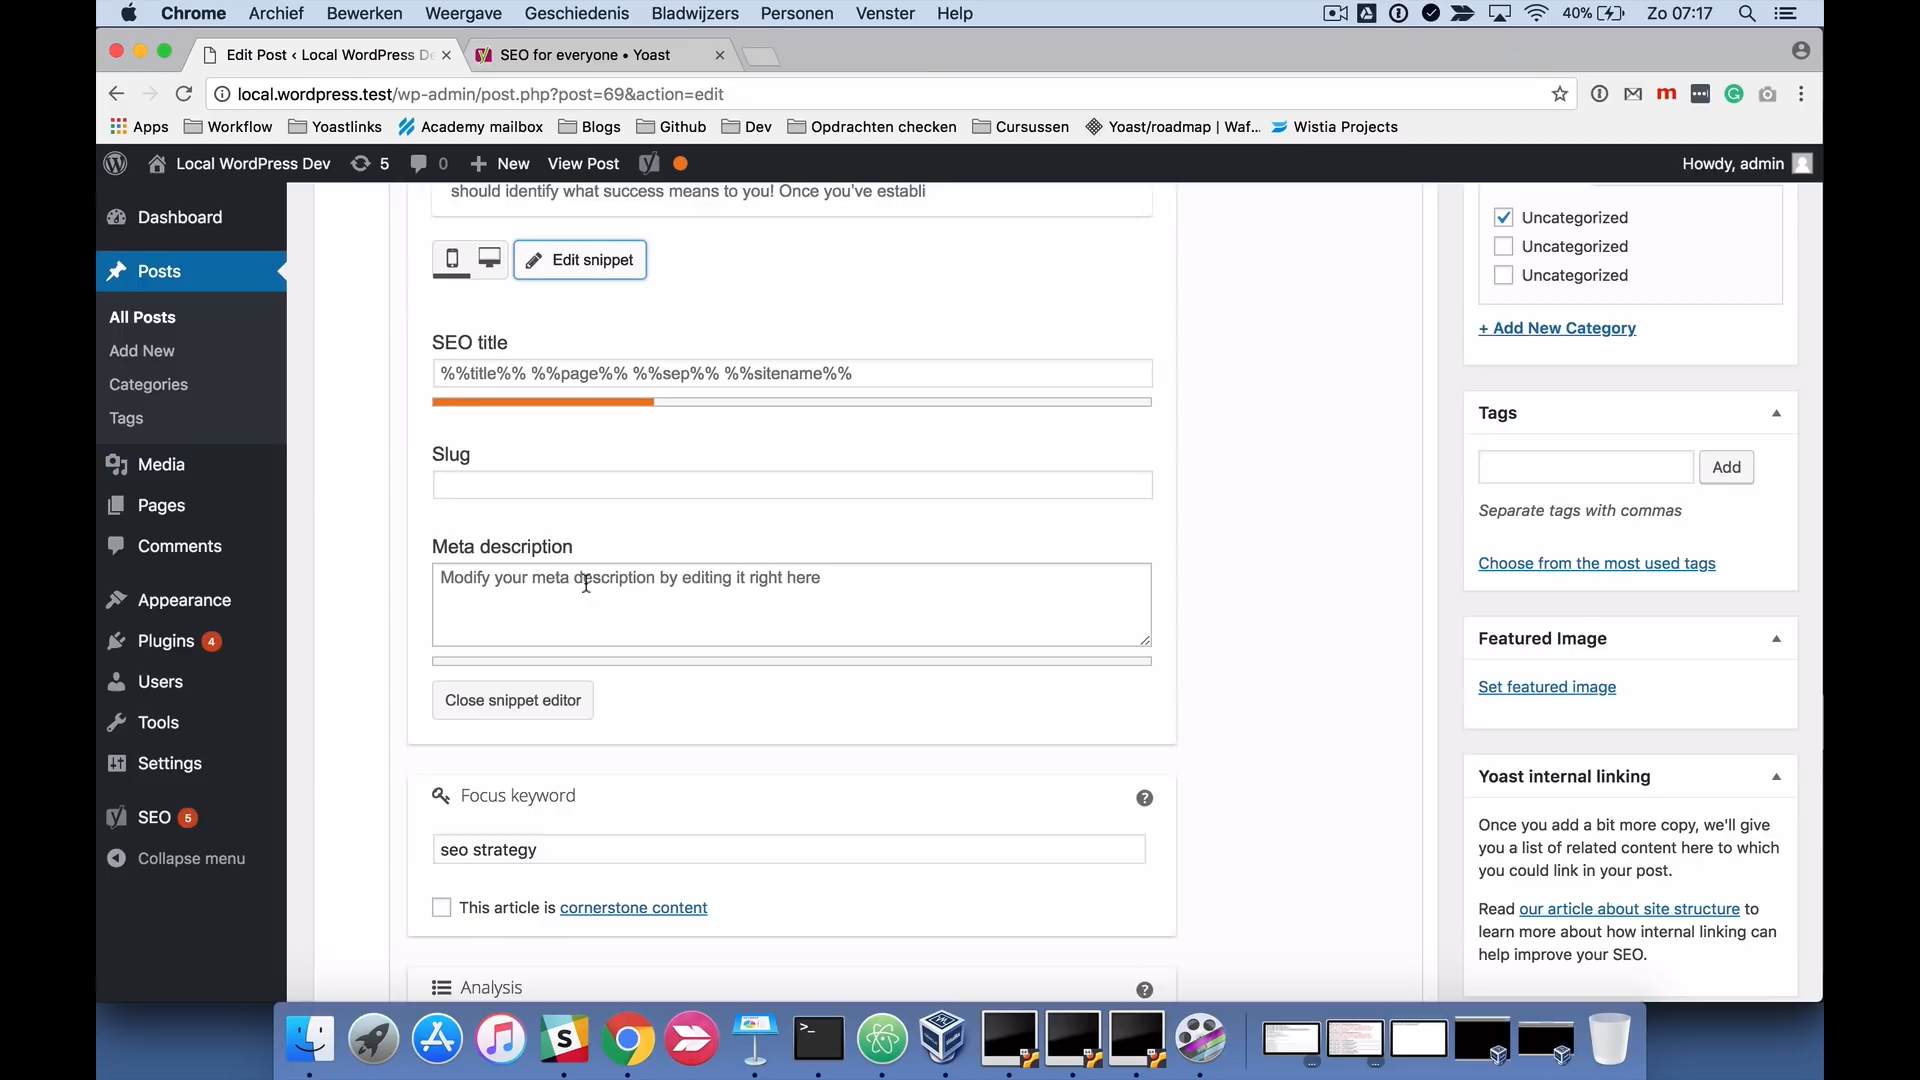 Chrome Archief Bewerken Weergave Geschiedenis Bladwijzers Personen Venster Help 40% Zo 07:17
Edit Post ‹ Local WordPress De
SEO for everyone • Yoast
local.wordpress.test/wp-admin/post.php?post=69&action=edit
Apps Workflow Yoastlinks Academy mailbox Blogs Github Dev Opdrachten checken Cursussen Yoast/roadmap | Waf... Wistia Projects
Local WordPress Dev 5 0 New View Post Howdy, admin
Dashboard
Posts
All Posts
Add New
Categories
Tags
Media
Pages
Comments
Appearance
Plugins 4
Users
Tools
Settings
SEO 5
Collapse menu
should identify what success means to you! Once you've establi
Edit snippet
SEO title
%%title%% %%page%% %%sep%% %%sitename%%
Slug
Meta description
Modify your meta description by editing it right here
Close snippet editor
Focus keyword
seo strategy
This article is cornerstone content
Analysis
Uncategorized
Uncategorized
Uncategorized
+ Add New Category
Tags
Add
Separate tags with commas
Choose from the most used tags
Featured Image
Set featured image
Yoast internal linking
Once you add a bit more copy, we'll give
you a list of related content here to which
you could link in your post.
Read our article about site structure to
learn more about how internal linking can
help improve your SEO.